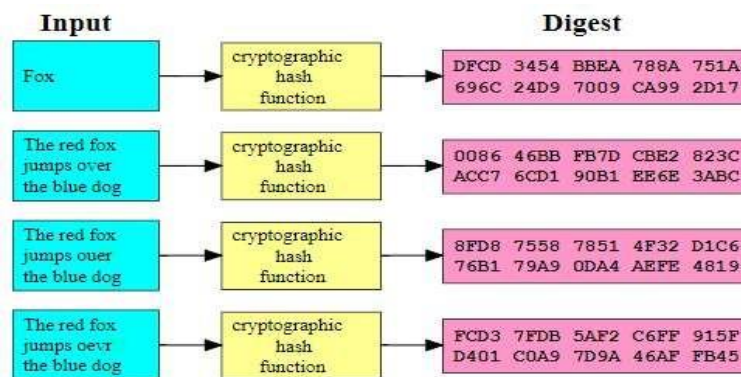 Input
Digest
Fox
cryptographic
hash
function
DFCD 3454 BBEA 788A 751A
696C 24D9 7009 CA99 2D17
The red fox
jumps over
the blue dog
cryptographic
hash
function
0086 46BB FB7D CBE2 823C
ACC7 6CD1 90B1 EE6E 3ABC
The red fox
jumps ouer
the blue dog
cryptographic
hash
function
8FD8 7558 7851 4F32 D1C6
76B1 79A9 0DA4 AEFE 4819
The red fox
jumps oevr
the blue dog
cryptographic
hash
function
FCD3 7FDB 5AF2 C6FF 915F
D401 C0A9 7D9A 46AF FB45